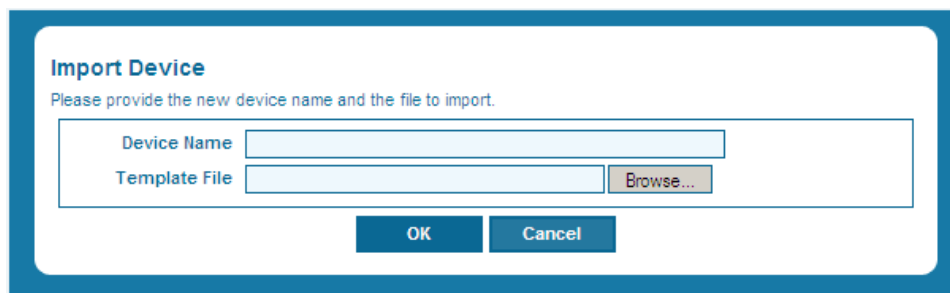 Import Device
Please provide the new device name and the file to import.
Device Name
Template File Browse...
OK Cancel